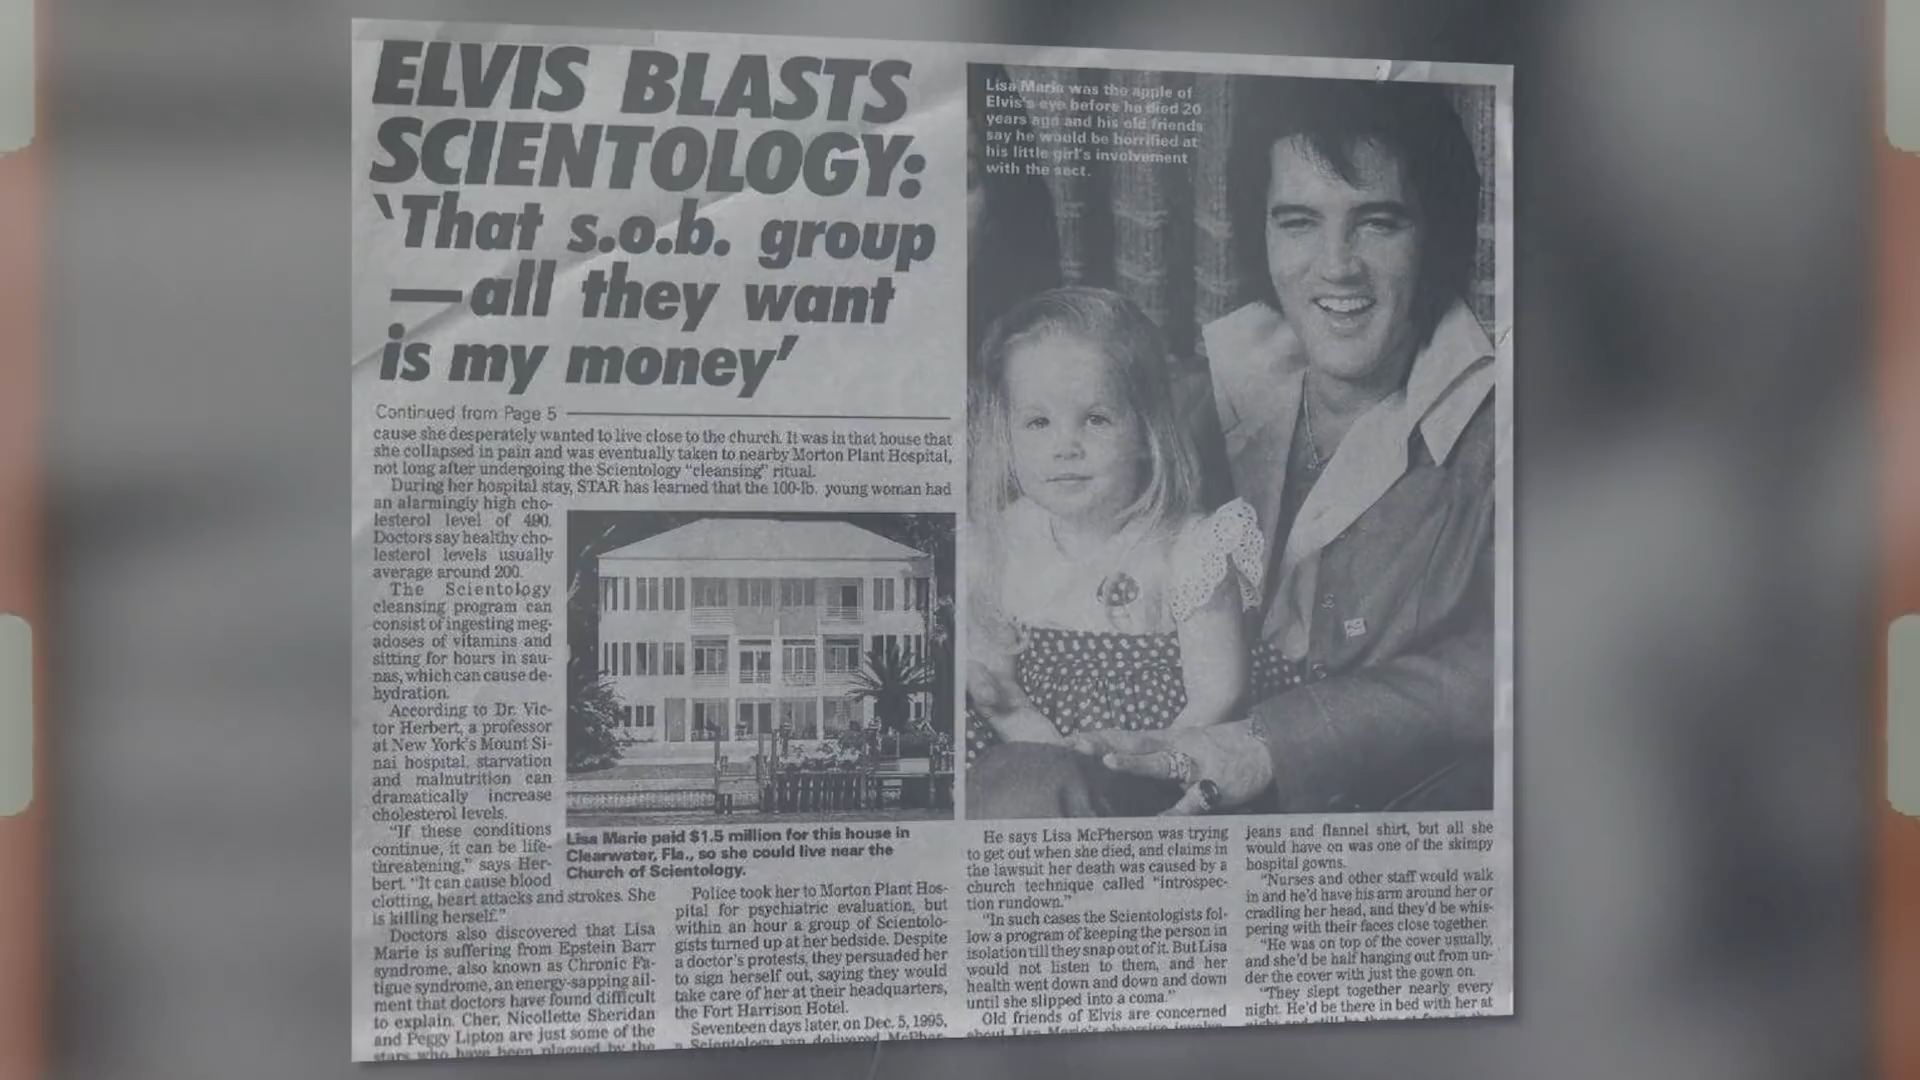 ELVIS BLASTS
SCIENTOLOGY:
'That s.o.b. group
—all they want
is my money'
Continued from Page 5
cause she desperately wanted to live close to the church. It was in that house that
she collapsed in pain and was eventually taken to nearby Morton Plant Hospital,
not long after undergoing the Scientology "cleansing" ritual.
During her hospital stay, STAR has learned that the 100-lb. young woman had
an alarmingly high cho-
lesterol level of 490.
Doctors say healthy cho-
lesterol levels usually
average around 200.
The Scientology
cleansing program can
consist of ingesting meg-
adoses of vitamins and
sitting for hours in sau-
nas, which can cause de-
hydration.
According to Dr. Vic-
tor Herbert, a professor
at New York's Mount Si-
nai hospital, starvation
and malnutrition can
dramatically increase
cholesterol levels.
"If these conditions
continue, it can be life-
threatening," says Her-
bert. "It can cause blood
clotting, heart attacks and strokes. She
is killing herself."
Doctors also discovered that Lisa
Marie is suffering from Epstein Barr
syndrome, also known as Chronic Fa-
tigue syndrome, an energy-sapping ail-
ment that doctors have found difficult
to explain. Cher, Nicollette Sheridan
and Peggy Lipton are just some of the
stars who have been plagued by the
Lisa Marie paid $1.5 million for this house in
Clearwater, Fla., so she could live near the
Church of Scientology.
Police took her to Morton Plant Hos-
pital for psychiatric evaluation, but
within an hour a group of Scientolo-
gists turned up at her bedside. Despite
a doctor's protests, they persuaded her
to sign herself out, saying they would
take care of her at their headquarters,
the Fort Harrison Hotel.
Seventeen days later, on Dec. 5, 1995,
a Scientology van delivered McPher-
Lisa Marie was the apple of
Elvis's eye before he died 20
years ago and his old friends
say he would be horrified at
his little girl's involvement
with the sect.
He says Lisa McPherson was trying
to get out when she died, and claims in
the lawsuit her death was caused by a
church technique called "introspec-
tion rundown."
"In such cases the Scientologists fol-
low a program of keeping the person in
isolation till they snap out of it. But Lisa
would not listen to them, and her
health went down and down and down
until she slipped into a coma."
Old friends of Elvis are concerned
about Lisa Marie's obsessive
jeans and flannel shirt, but all she
would have on was one of the skimpy
hospital gowns.
"Nurses and other staff would walk
in and he'd have his arm around her or
cradling her head, and they'd be whis-
pering with their faces close together.
"He was on top of the cover usually,
and she'd be half hanging out from un-
der the cover with just the gown on.
"They slept together nearly every
night. He'd be there in bed with her at